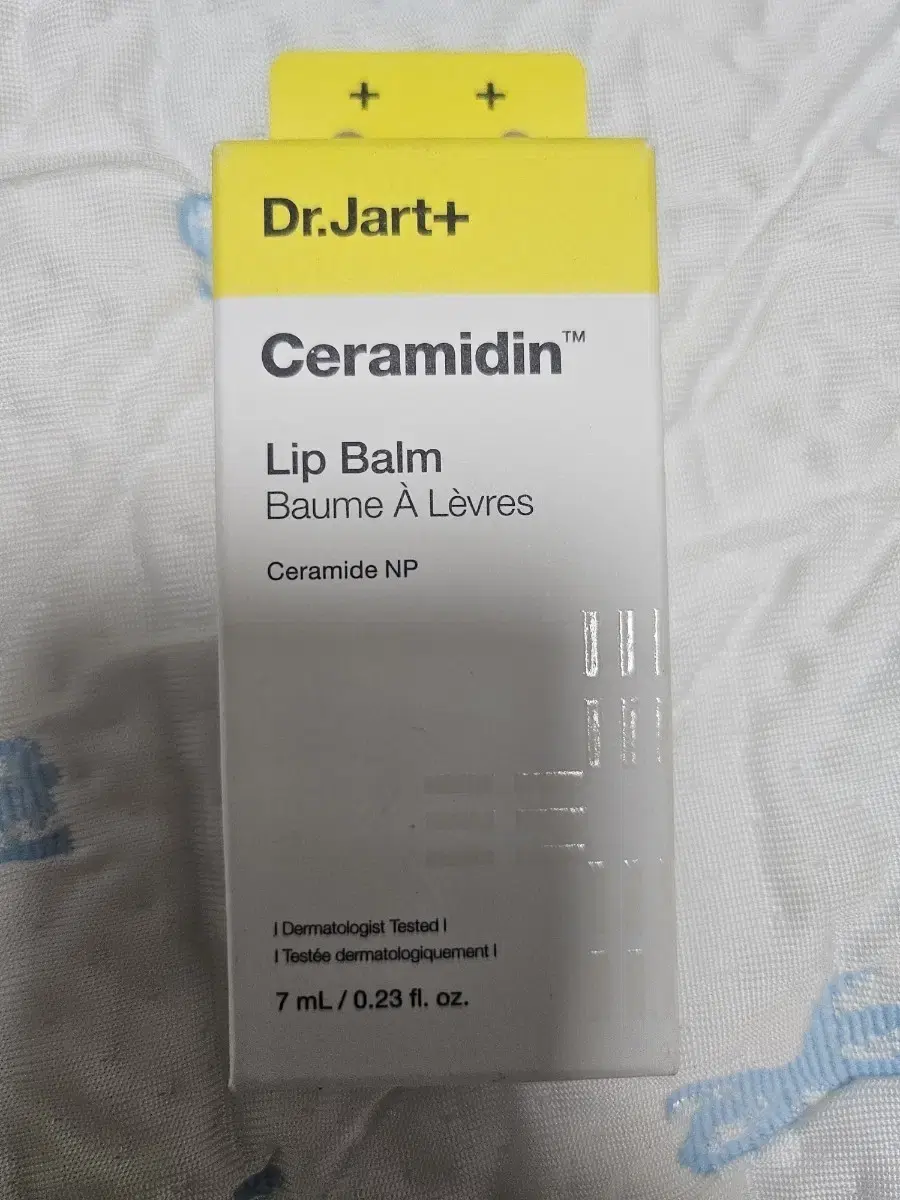 Dr.Jart+
Ceramidin™
Lip Balm
Baume À Lèvres
Ceramide NP
| Dermatologist Tested |
| Testée dermatologiquement |
7 mL / 0.23 fl. oz.